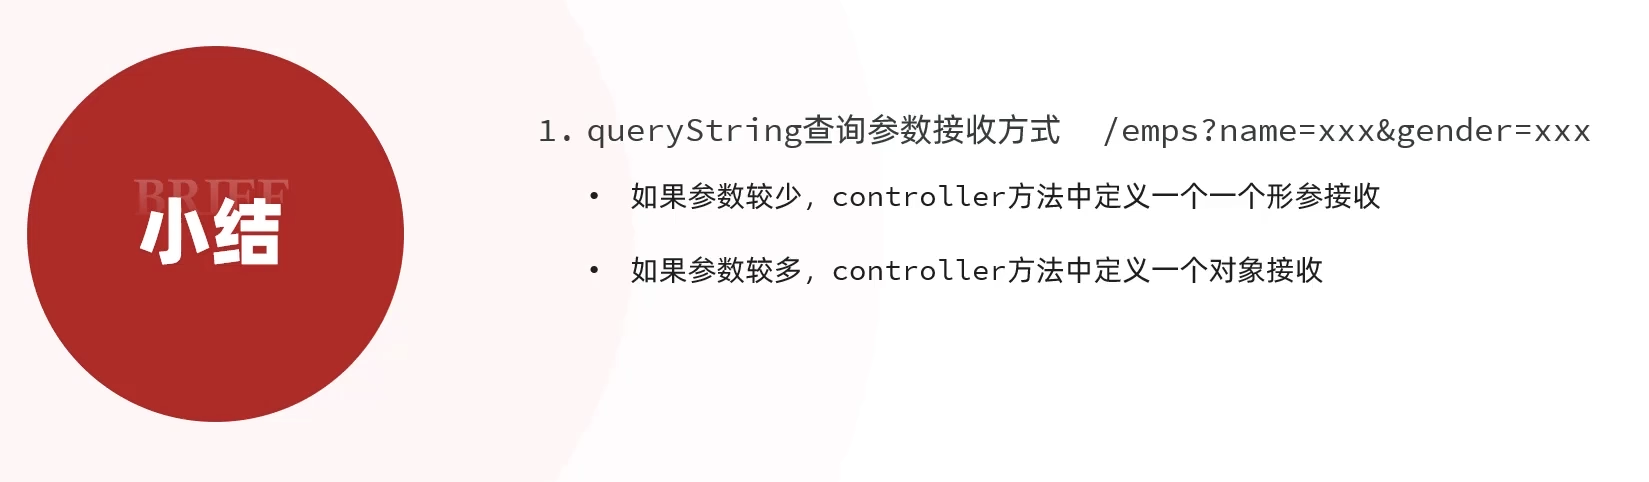 BRIEF
小结
1. queryString查询参数接收方式 /emps?name=xxx&gender=xxx
• 如果参数较少，controller方法中定义一个一个形参接收
• 如果参数较多，controller方法中定义一个对象接收